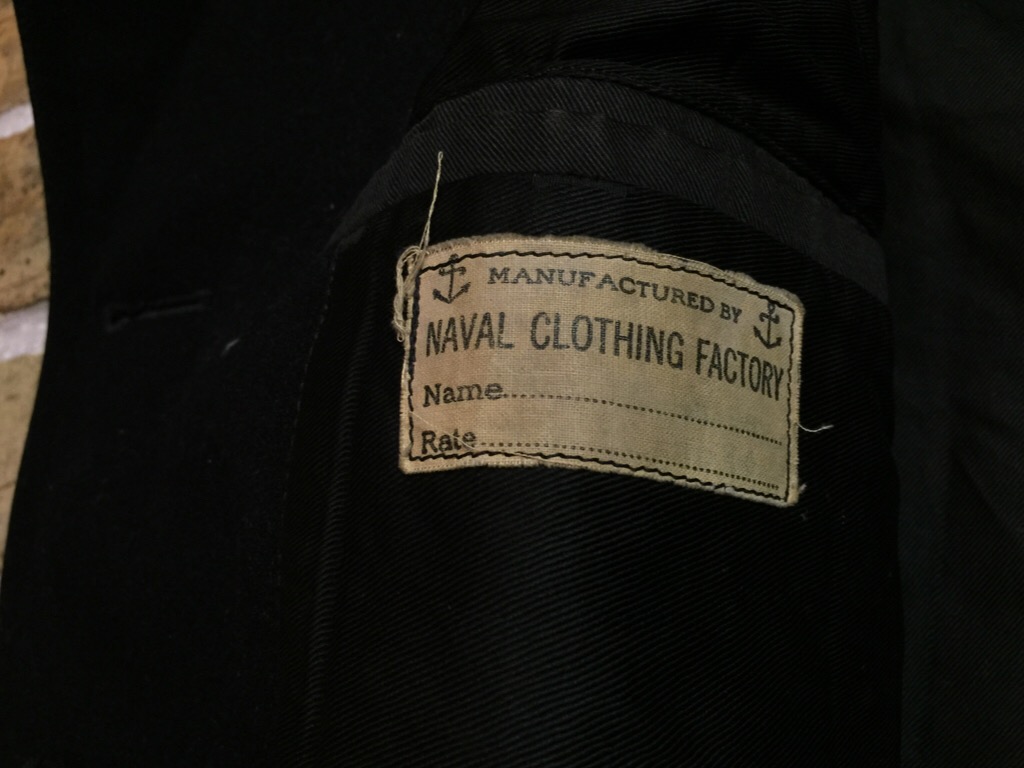 MANUFACTURED BY
NAVAL CLOTHING FACTORY
Name
Rate